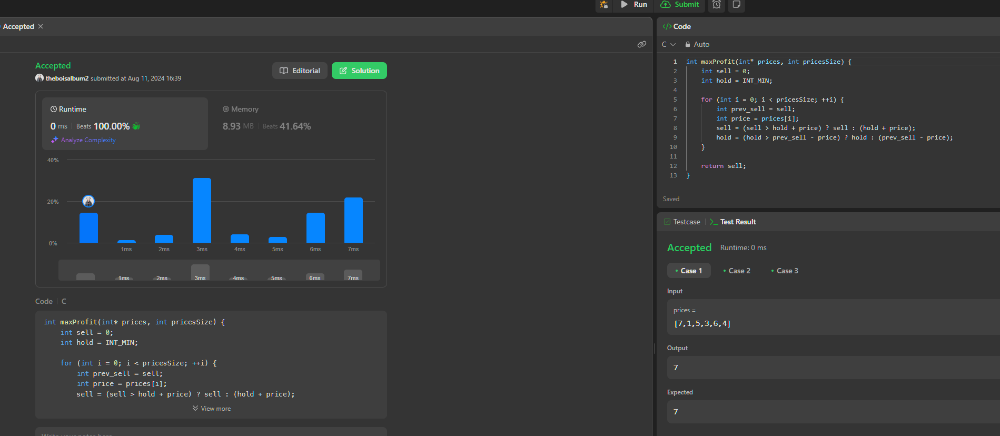 Run Submit
Accepted
Accepted
theboisalbum2 submitted at Aug 11, 2024 16:39
Editorial
Solution
Runtime
0 ms | Beats 100.00%
Analyze Complexity
Memory
8.93 MB | Beats 41.64%
40%
20%
0%
1ms 2ms 3ms 4ms 5ms 6ms 7ms
1ms 2ms 3ms 4ms 5ms 6ms 7ms
Code | C
int maxProfit(int* prices, int pricesSize) {
    int sell = 0;
    int hold = INT_MIN;
    for (int i = 0; i < pricesSize; ++i) {
        int prev_sell = sell;
        int price = prices[i];
        sell = (sell > hold + price) ? sell : (hold + price);
View more
Write your notes here
</> Code
C Auto
1 int maxProfit(int* prices, int pricesSize) {
2     int sell = 0;
3     int hold = INT_MIN;
4
5     for (int i = 0; i < pricesSize; ++i) {
6         int prev_sell = sell;
7         int price = prices[i];
8         sell = (sell > hold + price) ? sell : (hold + price);
9         hold = (hold > prev_sell - price) ? hold : (prev_sell - price);
10     }
11
12     return sell;
13 }
Saved
Testcase | >_ Test Result
Accepted Runtime: 0 ms
• Case 1 • Case 2 • Case 3
Input
prices =
[7,1,5,3,6,4]
Output
7
Expected
7